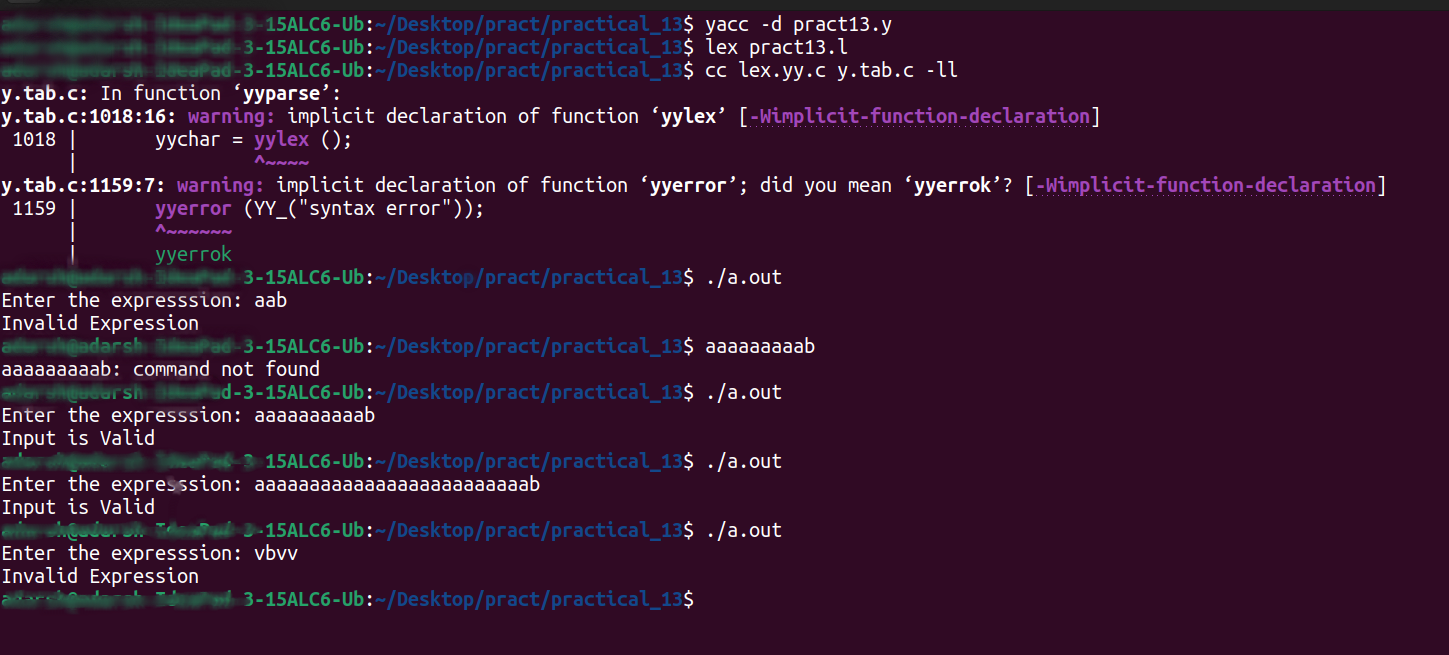 3-15ALC6-Ub:~/Desktop/pract/practical_13$ yacc -d pract13.y
3-15ALC6-Ub:~/Desktop/pract/practical_13$ lex pract13.l
3-15ALC6-Ub:~/Desktop/pract/practical_13$ cc lex.yy.c y.tab.c -ll
y.tab.c: In function ‘yyparse’:
y.tab.c:1018:16: warning: implicit declaration of function ‘yylex’ [-Wimplicit-function-declaration]
1018 | yychar = yylex ();
| ^~~~~
y.tab.c:1159:7: warning: implicit declaration of function ‘yyerror’; did you mean ‘yyerrok’? [-Wimplicit-function-declaration]
1159 | yyerror (YY_("syntax error"));
| ^~~~~~~
| yyerrok
3-15ALC6-Ub:~/Desktop/pract/practical_13$ ./a.out
Enter the expresssion: aab
Invalid Expression
3-15ALC6-Ub:~/Desktop/pract/practical_13$ aaaaaaaaab
aaaaaaaaab: command not found
3-15ALC6-Ub:~/Desktop/pract/practical_13$ ./a.out
Enter the expresssion: aaaaaaaaaab
Input is Valid
3-15ALC6-Ub:~/Desktop/pract/practical_13$ ./a.out
Enter the expresssion: aaaaaaaaaaaaaaaaaaaaaaaaab
Input is Valid
3-15ALC6-Ub:~/Desktop/pract/practical_13$ ./a.out
Enter the expresssion: vbvv
Invalid Expression
3-15ALC6-Ub:~/Desktop/pract/practical_13$